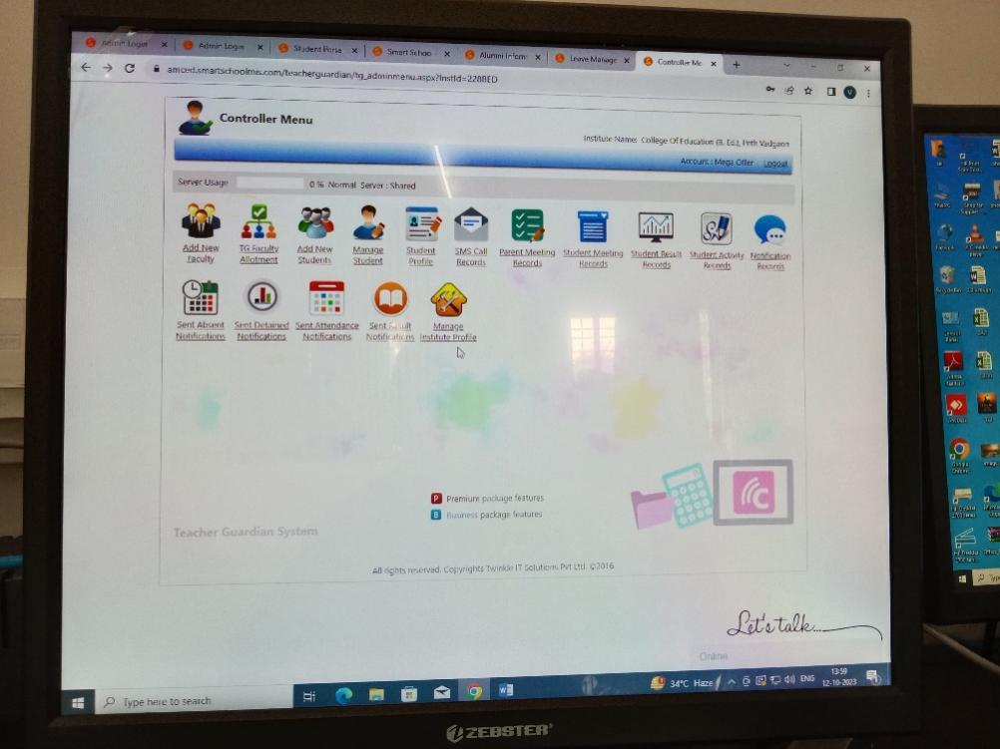 Admin Login
Admin Login
Student Porta
Smart Schoo
Alumni Inform
Leave Manage
Controller Me
amced.smartschoolmis.com/teacherguardian/tg_adminmenu.aspx?InstId=228BED
V
Controller Menu
Institute Name: College Of Education (B. Ed.), Peth Vadgaon
Account : Mega Offer Logout
Server Usage 0 % Normal Server : Shared
Add New Faculty
TG Faculty Allotment
Add New Students
Manage Student
Student Profile
SMS Call Records
Parent Meeting Records
Student Meeting Records
Student Result Records
Student Activity Records
Notification Records
Sent Absent Notifications
Sent Detained Notifications
Sent Attendance Notifications
Sent Result Notifications
Manage Institute Profile
P Premium package features
B Business package features
Teacher Guardian System
All rights reserved. Copyrights Twinkle IT Solutions Pvt Ltd. ©2016
Let's talk...
Online
Type here to search
34°C Haze
ENG
13:59
12-10-2023
ZEBSTER
Google Chrome